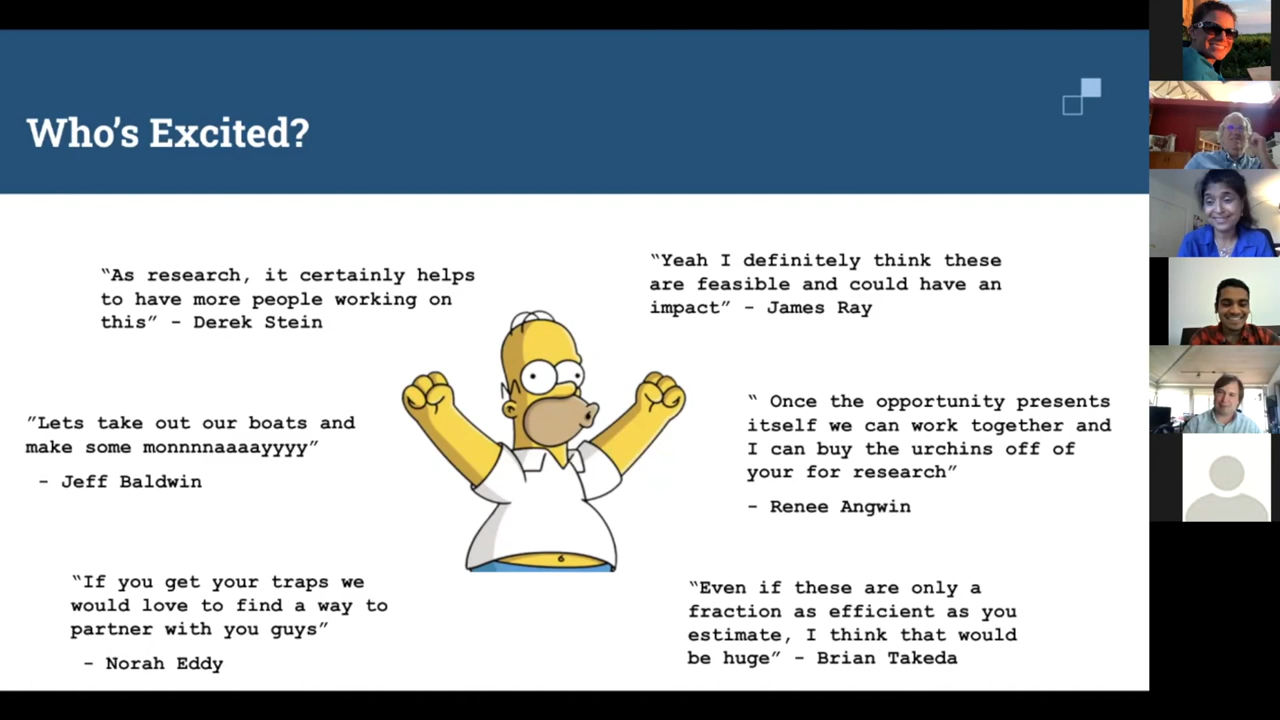 Who's Excited?
“As research, it certainly helps
to have more people working on
this” - Derek Stein
“Yeah I definitely think these
are feasible and could have an
impact” - James Ray
”Lets take out our boats and
make some monnnnaaaayyyy”
- Jeff Baldwin
“ Once the opportunity presents
itself we can work together and
I can buy the urchins off of
your for research”
- Renee Angwin
“If you get your traps we
would love to find a way to
partner with you guys”
- Norah Eddy
“Even if these are only a
fraction as efficient as you
estimate, I think that would
be huge” - Brian Takeda